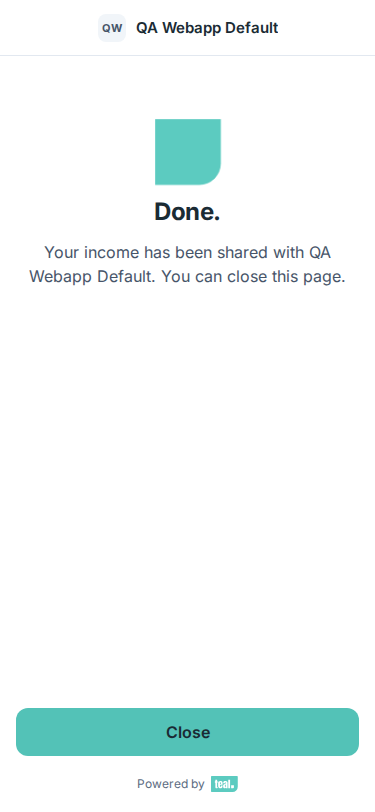 QW QA Webapp Default
Done.
Your income has been shared with QA
Webapp Default. You can close this page.
Close
Powered by teal.